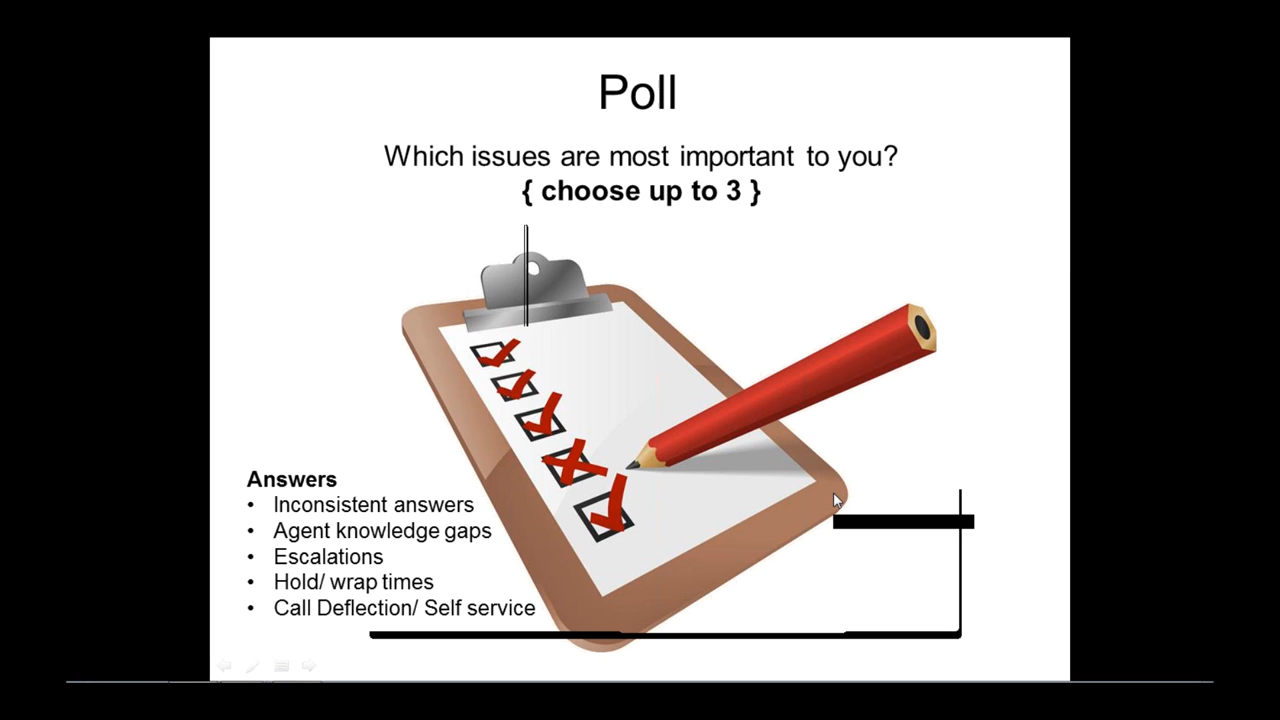 Poll
Which issues are most important to you?
{ choose up to 3 }
Answers
• Inconsistent answers
• Agent knowledge gaps
• Escalations
• Hold/ wrap times
• Call Deflection/ Self service